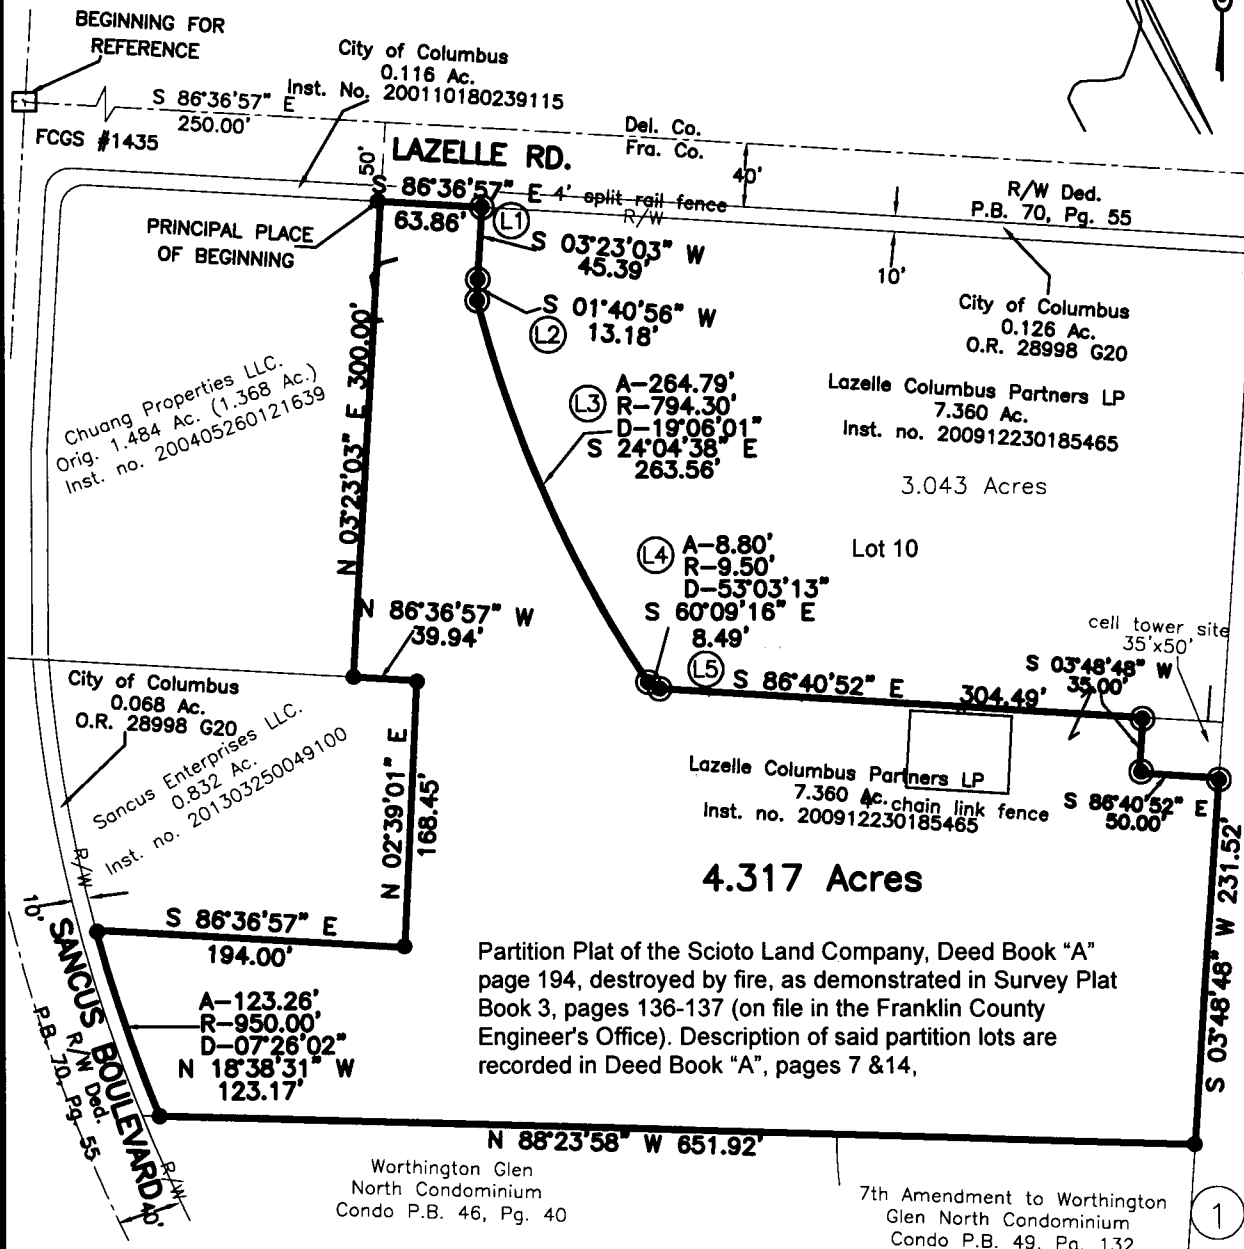 BEGINNING FOR
REFERENCE
City of Columbus
0.116 Ac.
Inst. No. 200110180239115
S 86°36'57" E
250.00'
FCGS #1435
50'
LAZELLE RD.
Del. Co.
Fra. Co.
40'
S 86°36'57" E
63.86'
4' split rail fence
R/W
R/W Ded.
P.B. 70, Pg. 55
PRINCIPAL PLACE
OF BEGINNING
L1
S 03°23'03" W
45.39'
10'
S 01°40'56" W
L2
13.18'
City of Columbus
0.126 Ac.
O.R. 28998 G20
Chuang Properties LLC.
Orig. 1.484 Ac. (1.368 Ac.)
Inst. no. 200405260121639
N 03°23'03" E 300.00'
L3
A-264.79'
R-794.30'
D-19°06'01"
S 24°04'38" E
263.56'
Lazelle Columbus Partners LP
7.360 Ac.
Inst. no. 200912230185465
3.043 Acres
Lot 10
L4
A-8.80'
R-9.50'
D-53°03'13"
S 60°09'16" E
8.49'
N 86°36'57" W
39.94'
cell tower site
35'x50'
L5
S 86°40'52" E
304.49'
S 03°48'48" W
35.00'
City of Columbus
0.068 Ac.
O.R. 28998 G20
Sancus Enterprises LLC.
0.832 Ac.
Inst. no. 201303250049100
N 02°39'01" E
168.45'
Lazelle Columbus Partners LP
7.360 Ac.
Inst. no. 200912230185465
chain link fence
S 86°40'52" E
50.00'
S 03°48'48" W 231.52'
4.317 Acres
R/W
10'
S 86°36'57" E
194.00'
Partition Plat of the Scioto Land Company, Deed Book “A”
page 194, destroyed by fire, as demonstrated in Survey Plat
Book 3, pages 136-137 (on file in the Franklin County
Engineer's Office). Description of said partition lots are
recorded in Deed Book “A”, pages 7 &14,
SANCUS BOULEVARD
R/W Ded.
P.B. 70, Pg. 55
A-123.26'
R-950.00'
D-07°26'02"
N 18°38'31" W
123.17'
R/W
40'
N 88°23'58" W 651.92'
Worthington Glen
North Condominium
Condo P.B. 46, Pg. 40
7th Amendment to Worthington
Glen North Condominium
Condo P.B. 49, Pg. 132
1